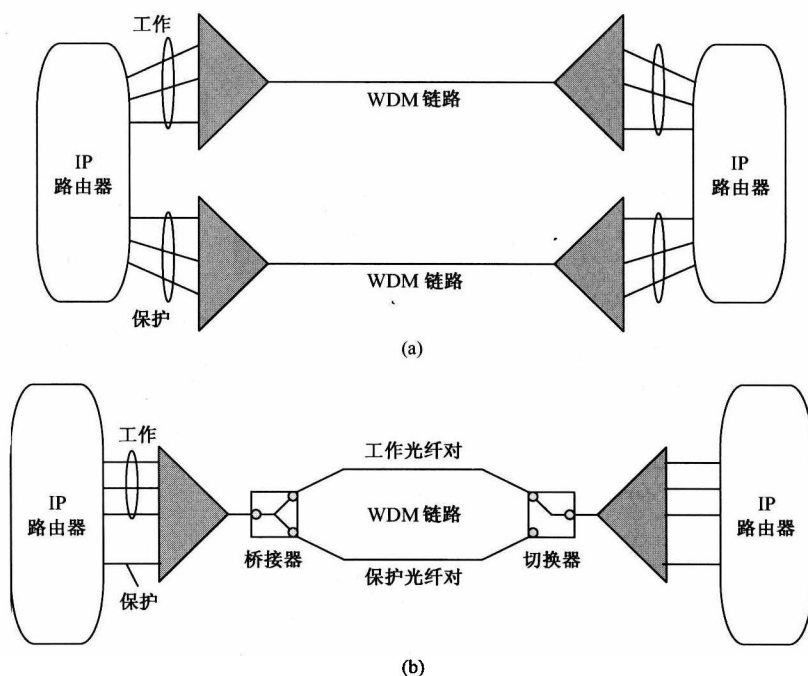 工作
IP
路由器
WDM 链路
IP
路由器
WDM 链路
保护
(a)
工作
IP
路由器
保护
桥接器
工作光纤对
WDM 链路
保护光纤对
切换器
IP
路由器
(b)